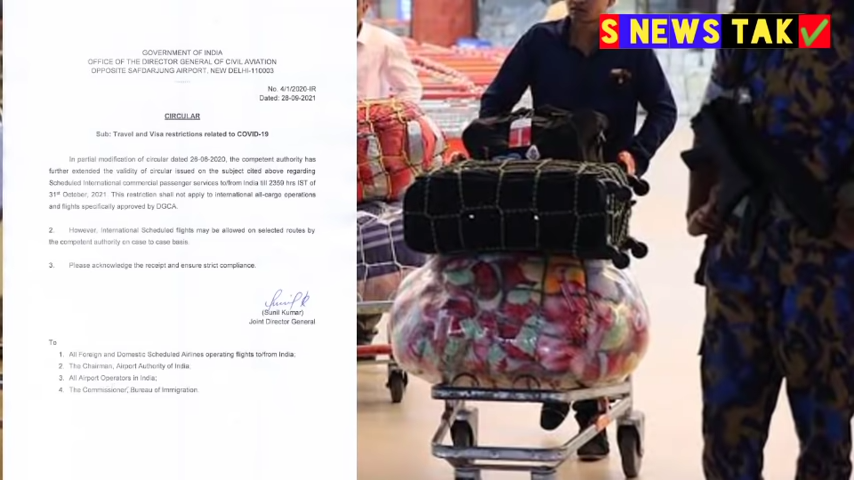 S NEWS TAK
GOVERNMENT OF INDIA
OFFICE OF THE DIRECTOR GENERAL OF CIVIL AVIATION
OPPOSITE SAFDARJUNG AIRPORT, NEW DELHI-110003
No. 4/1/2020-IR
Dated: 28-09-2021
CIRCULAR
Sub: Travel and Visa restrictions related to COVID-19
In partial modification of circular dated 26-06-2020, the competent authority has
further extended the validity of circular issued on the subject cited above regarding
Scheduled International commercial passenger services to/from India till 2359 hrs IST of
31st October, 2021. This restriction shall not apply to international all-cargo operations
and flights specifically approved by DGCA.
2. However, International Scheduled flights may be allowed on selected routes by
the competent authority on case to case basis.
3. Please acknowledge the receipt and ensure strict compliance.
(Sunil Kumar)
Joint Director General
To
1. All Foreign and Domestic Scheduled Airlines operating flights to/from India;
2. The Chairman, Airport Authority of India.
3. All Airport Operators in India;
4. The Commissioner, Bureau of Immigration